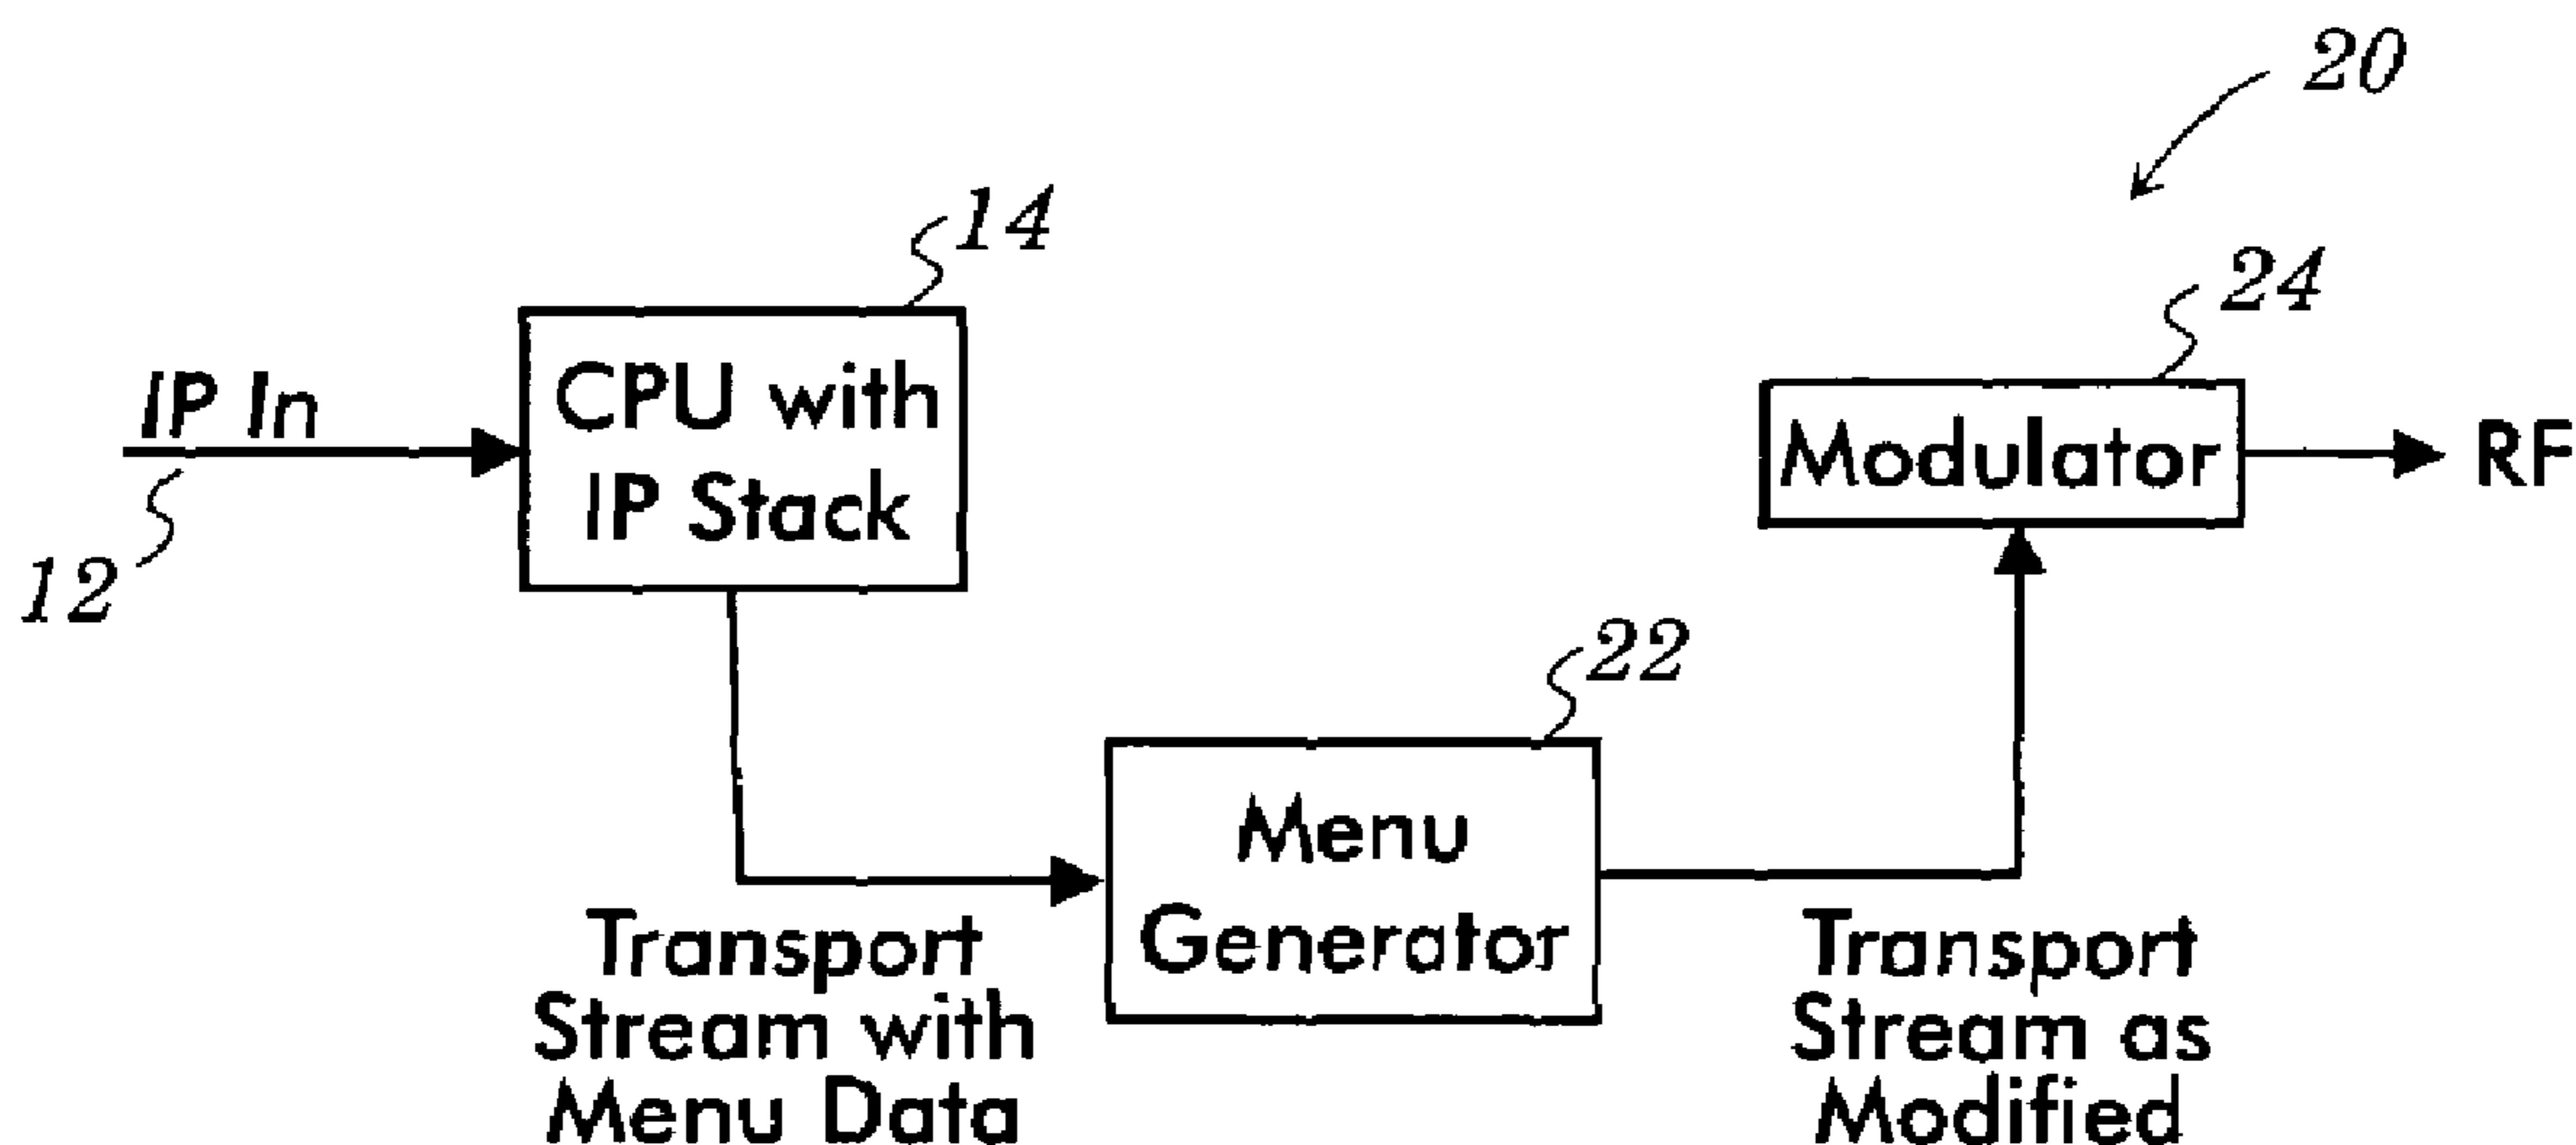 20
14
24
IP In
CPU with
IP Stack
Modulator
RF
12
22
Menu
Generator
Transport
Stream with
Menu Data
Transport
Stream as
Modified